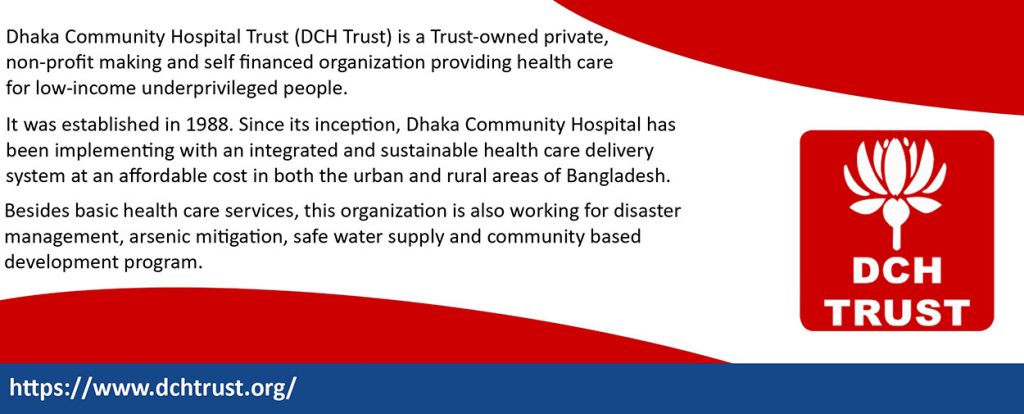 Dhaka Community Hospital Trust (DCH Trust) is a Trust-owned private,
non-profit making and self financed organization providing health care
for low-income underprivileged people.
It was established in 1988. Since its inception, Dhaka Community Hospital has
been implementing with an integrated and sustainable health care delivery
system at an affordable cost in both the urban and rural areas of Bangladesh.
Besides basic health care services, this organization is also working for disaster
management, arsenic mitigation, safe water supply and community based
development program.
DCH
TRUST
https://www.dchtrust.org/